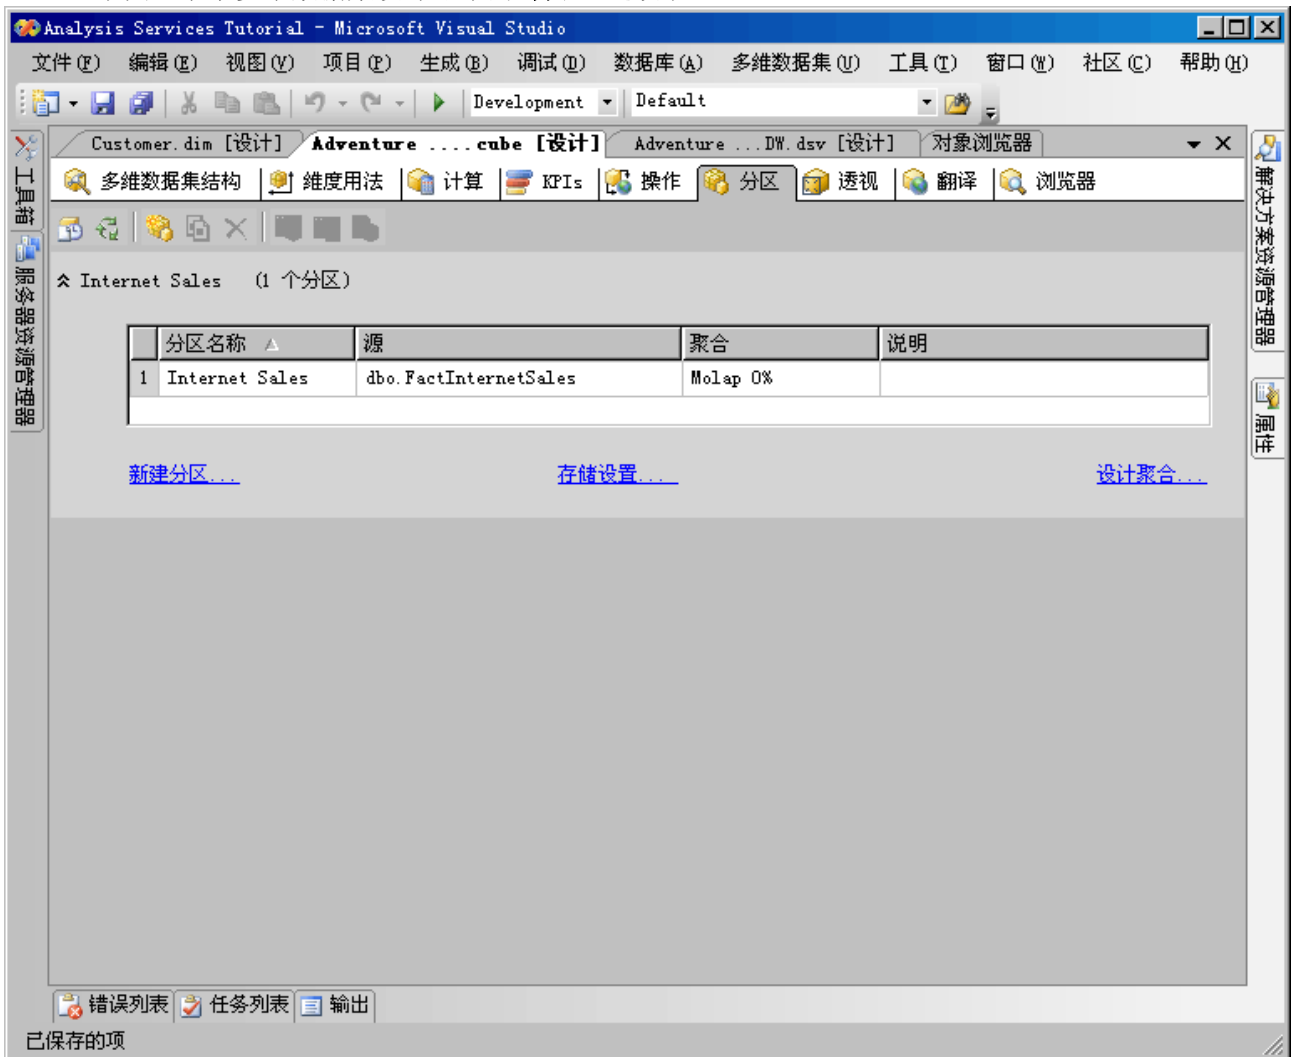 Analysis Services Tutorial - Microsoft Visual Studio
文件(F) 编辑(E) 视图(V) 项目(P) 生成(B) 调试(D) 数据库(A) 多维数据集(U) 工具(T) 窗口(W) 社区(C) 帮助(H)
Development Default
Customer.dim [设计] Adventure ....cube [设计] Adventure ...DW.dsv [设计] 对象浏览器
多维数据集结构 维度用法 计算 KPIs 操作 分区 透视 翻译 浏览器
工具箱
服务器资源管理器
Internet Sales (1 个分区)
分区名称 源 聚合 说明
1 Internet Sales dbo.FactInternetSales Molap 0%
新建分区... 存储设置... 设计聚合...
解决方案资源管理器
属性
错误列表 任务列表 输出
已保存的项